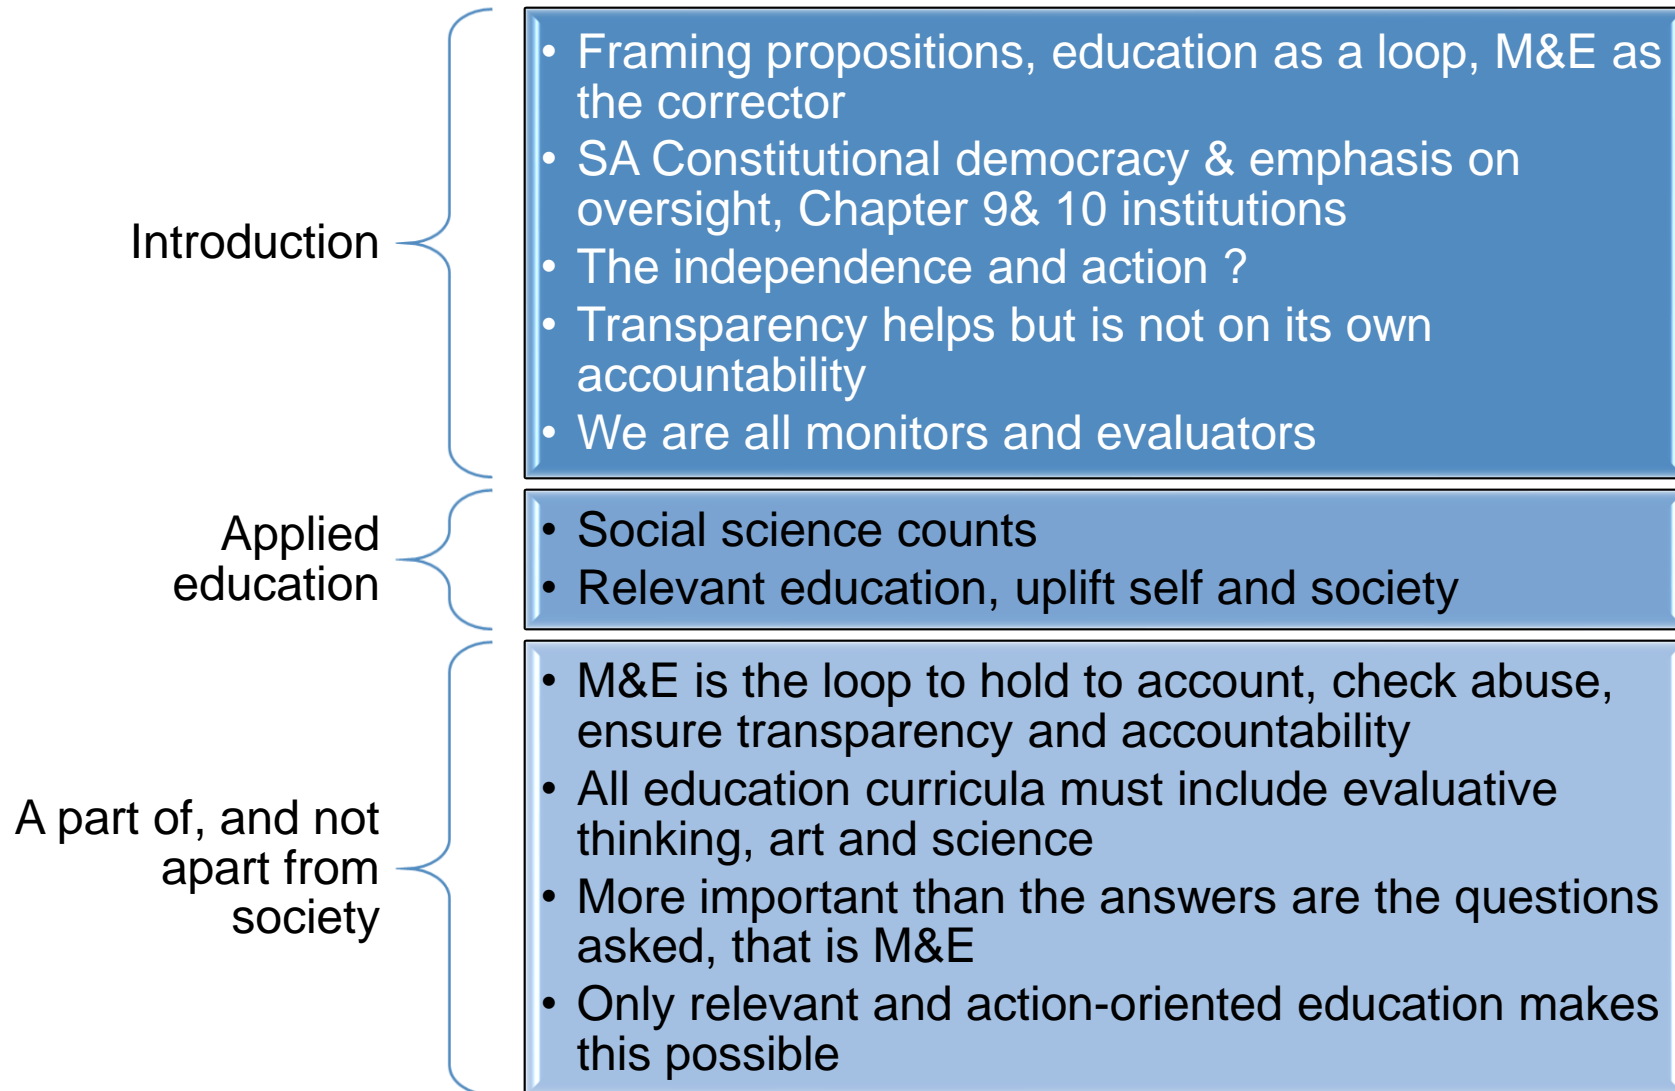 Introduction
• Framing propositions, education as a loop, M&E as
the corrector
• SA Constitutional democracy & emphasis on
oversight, Chapter 9& 10 institutions
• The independence and action ?
• Transparency helps but is not on its own
accountability
• We are all monitors and evaluators
Applied
education
• Social science counts
• Relevant education, uplift self and society
A part of, and not
apart from
society
• M&E is the loop to hold to account, check abuse,
ensure transparency and accountability
• All education curricula must include evaluative
thinking, art and science
• More important than the answers are the questions
asked, that is M&E
• Only relevant and action-oriented education makes
this possible